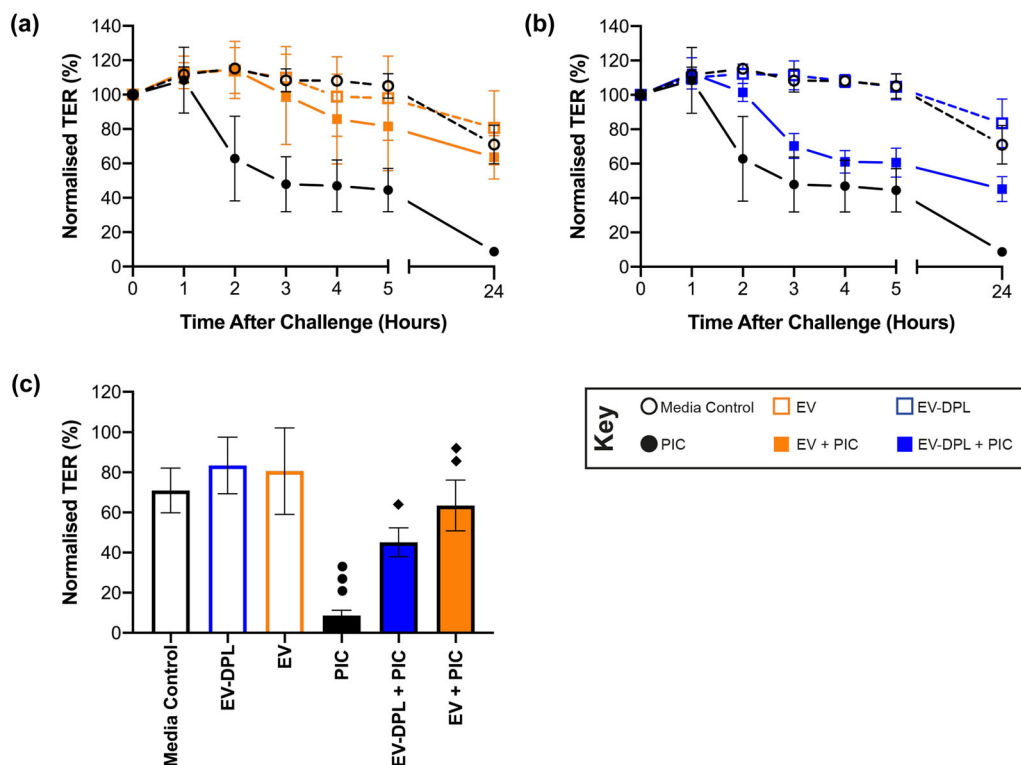 (a)
Normalised TER (%)
140
120
100
80
60
40
20
0
0 1 2 3 4 5 24
Time After Challenge (Hours)
(b)
Normalised TER (%)
140
120
100
80
60
40
20
0
0 1 2 3 4 5 24
Time After Challenge (Hours)
(c)
Normalised TER (%)
120
100
80
60
40
20
0
Media Control
EV-DPL
EV
PIC
EV-DPL + PIC
EV + PIC
Key
Media Control EV EV-DPL
PIC EV + PIC EV-DPL + PIC